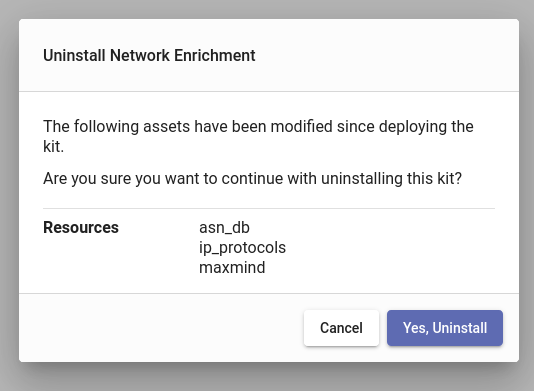 Uninstall Network Enrichment
The following assets have been modified since deploying the
kit.
Are you sure you want to continue with uninstalling this kit?
Resources asn_db
ip_protocols
maxmind
Cancel Yes, Uninstall